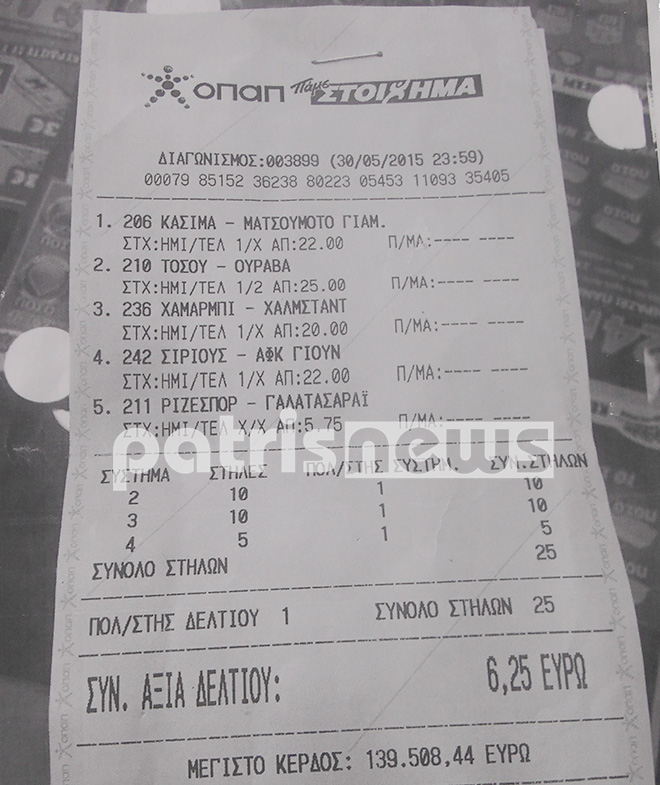 ΟΠΑΠ Πάμε ΣΤΟΙΧΗΜΑ
ΔΙΑΓΩΝΙΣΜΟΣ:003899 (30/05/2015 23:59)
00079 85152 36238 80223 05453 11093 35405
1. 206 ΚΑΣΙΜΑ - ΜΑΤΣΟΥΜΟΤΟ ΓΙΑΜ.
ΣΤΧ:ΗΜΙ/ΤΕΛ 1/Χ ΑΠ:22.00 Π/ΜΑ:---- ----
2. 210 ΤΟΣΟΥ - ΟΥΡΑΒΑ
ΣΤΧ:ΗΜΙ/ΤΕΛ 1/2 ΑΠ:25.00 Π/ΜΑ:---- ----
3. 236 ΧΑΜΑΡΜΠΙ - ΧΑΛΜΣΤΑΝΤ
ΣΤΧ:ΗΜΙ/ΤΕΛ 1/Χ ΑΠ:20.00 Π/ΜΑ:---- ----
4. 242 ΣΙΡΙΟΥΣ - ΑΦΚ ΓΙΟΥΝ
ΣΤΧ:ΗΜΙ/ΤΕΛ 1/Χ ΑΠ:22.00 Π/ΜΑ:---- ----
5. 211 ΡΙΖΕΣΠΟΡ - ΓΑΛΑΤΑΣΑΡΑΪ
ΣΤΧ:ΗΜΙ/ΤΕΛ Χ/Χ ΑΠ:5.75 Π/ΜΑ:---- ----
patrisnews
ΣΥΣΤΗΜΑ ΣΤΗΛΕΣ ΠΟΛ/ΣΤΗΣ ΣΥΣΤΡΜ. ΣΥΝ.ΣΤΗΛΩΝ
2 10 1 10
3 10 1 10
4 5 1 5
ΣΥΝΟΛΟ ΣΤΗΛΩΝ 25
ΠΟΛ/ΣΤΗΣ ΔΕΛΤΙΟΥ 1 ΣΥΝΟΛΟ ΣΤΗΛΩΝ 25
ΣΥΝ. ΑΞΙΑ ΔΕΛΤΙΟΥ: 6,25 ΕΥΡΩ
ΜΕΓΙΣΤΟ ΚΕΡΔΟΣ: 139.508,44 ΕΥΡΩ